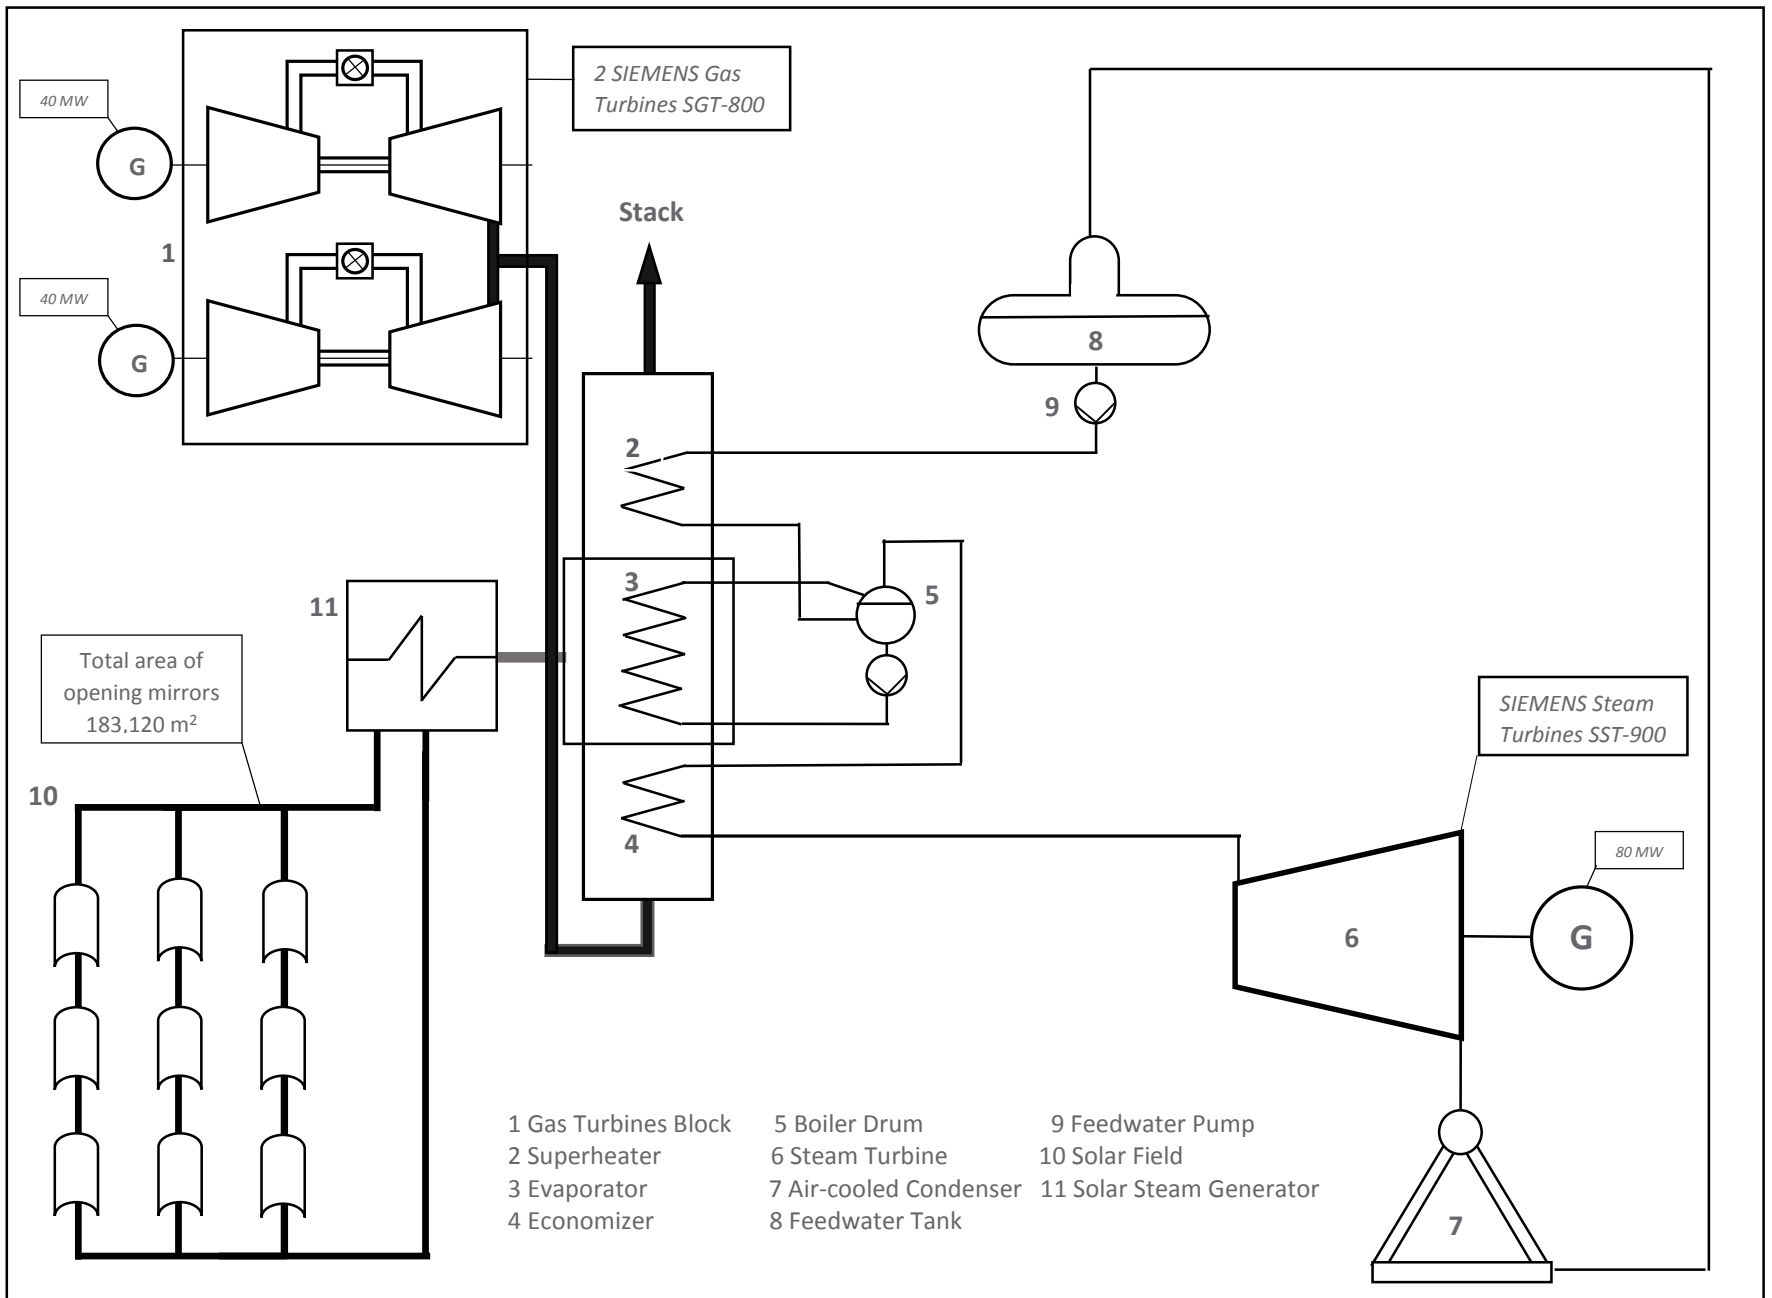 40 MW
G
2 SIEMENS Gas
Turbines SGT-800
1
40 MW
G
Stack
8
9
2
3
5
11
Total area of
opening mirrors
183,120 m²
10
4
SIEMENS Steam
Turbines SST-900
80 MW
6
G
7
1 Gas Turbines Block
2 Superheater
3 Evaporator
4 Economizer
5 Boiler Drum
6 Steam Turbine
7 Air-cooled Condenser
8 Feedwater Tank
9 Feedwater Pump
10 Solar Field
11 Solar Steam Generator